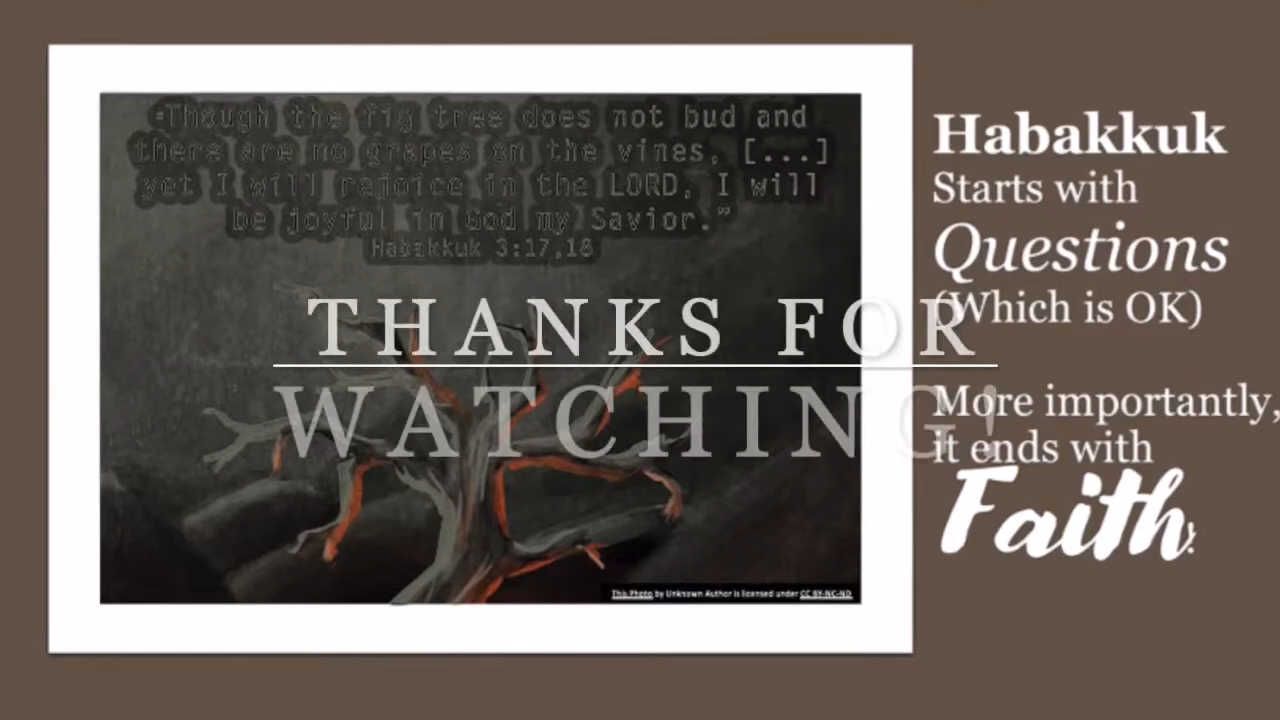 “Though the fig tree does not bud and
there are no grapes on the vines, [...]
yet I will rejoice in the LORD, I will
be joyful in God my Savior.”
Habakkuk 3:17,18
THANKS FOR
WATCHING!
This Photo by Unknown Author is licensed under CC BY-NC-ND
Habakkuk
Starts with
Questions
(Which is OK)
More importantly,
it ends with
Faith.